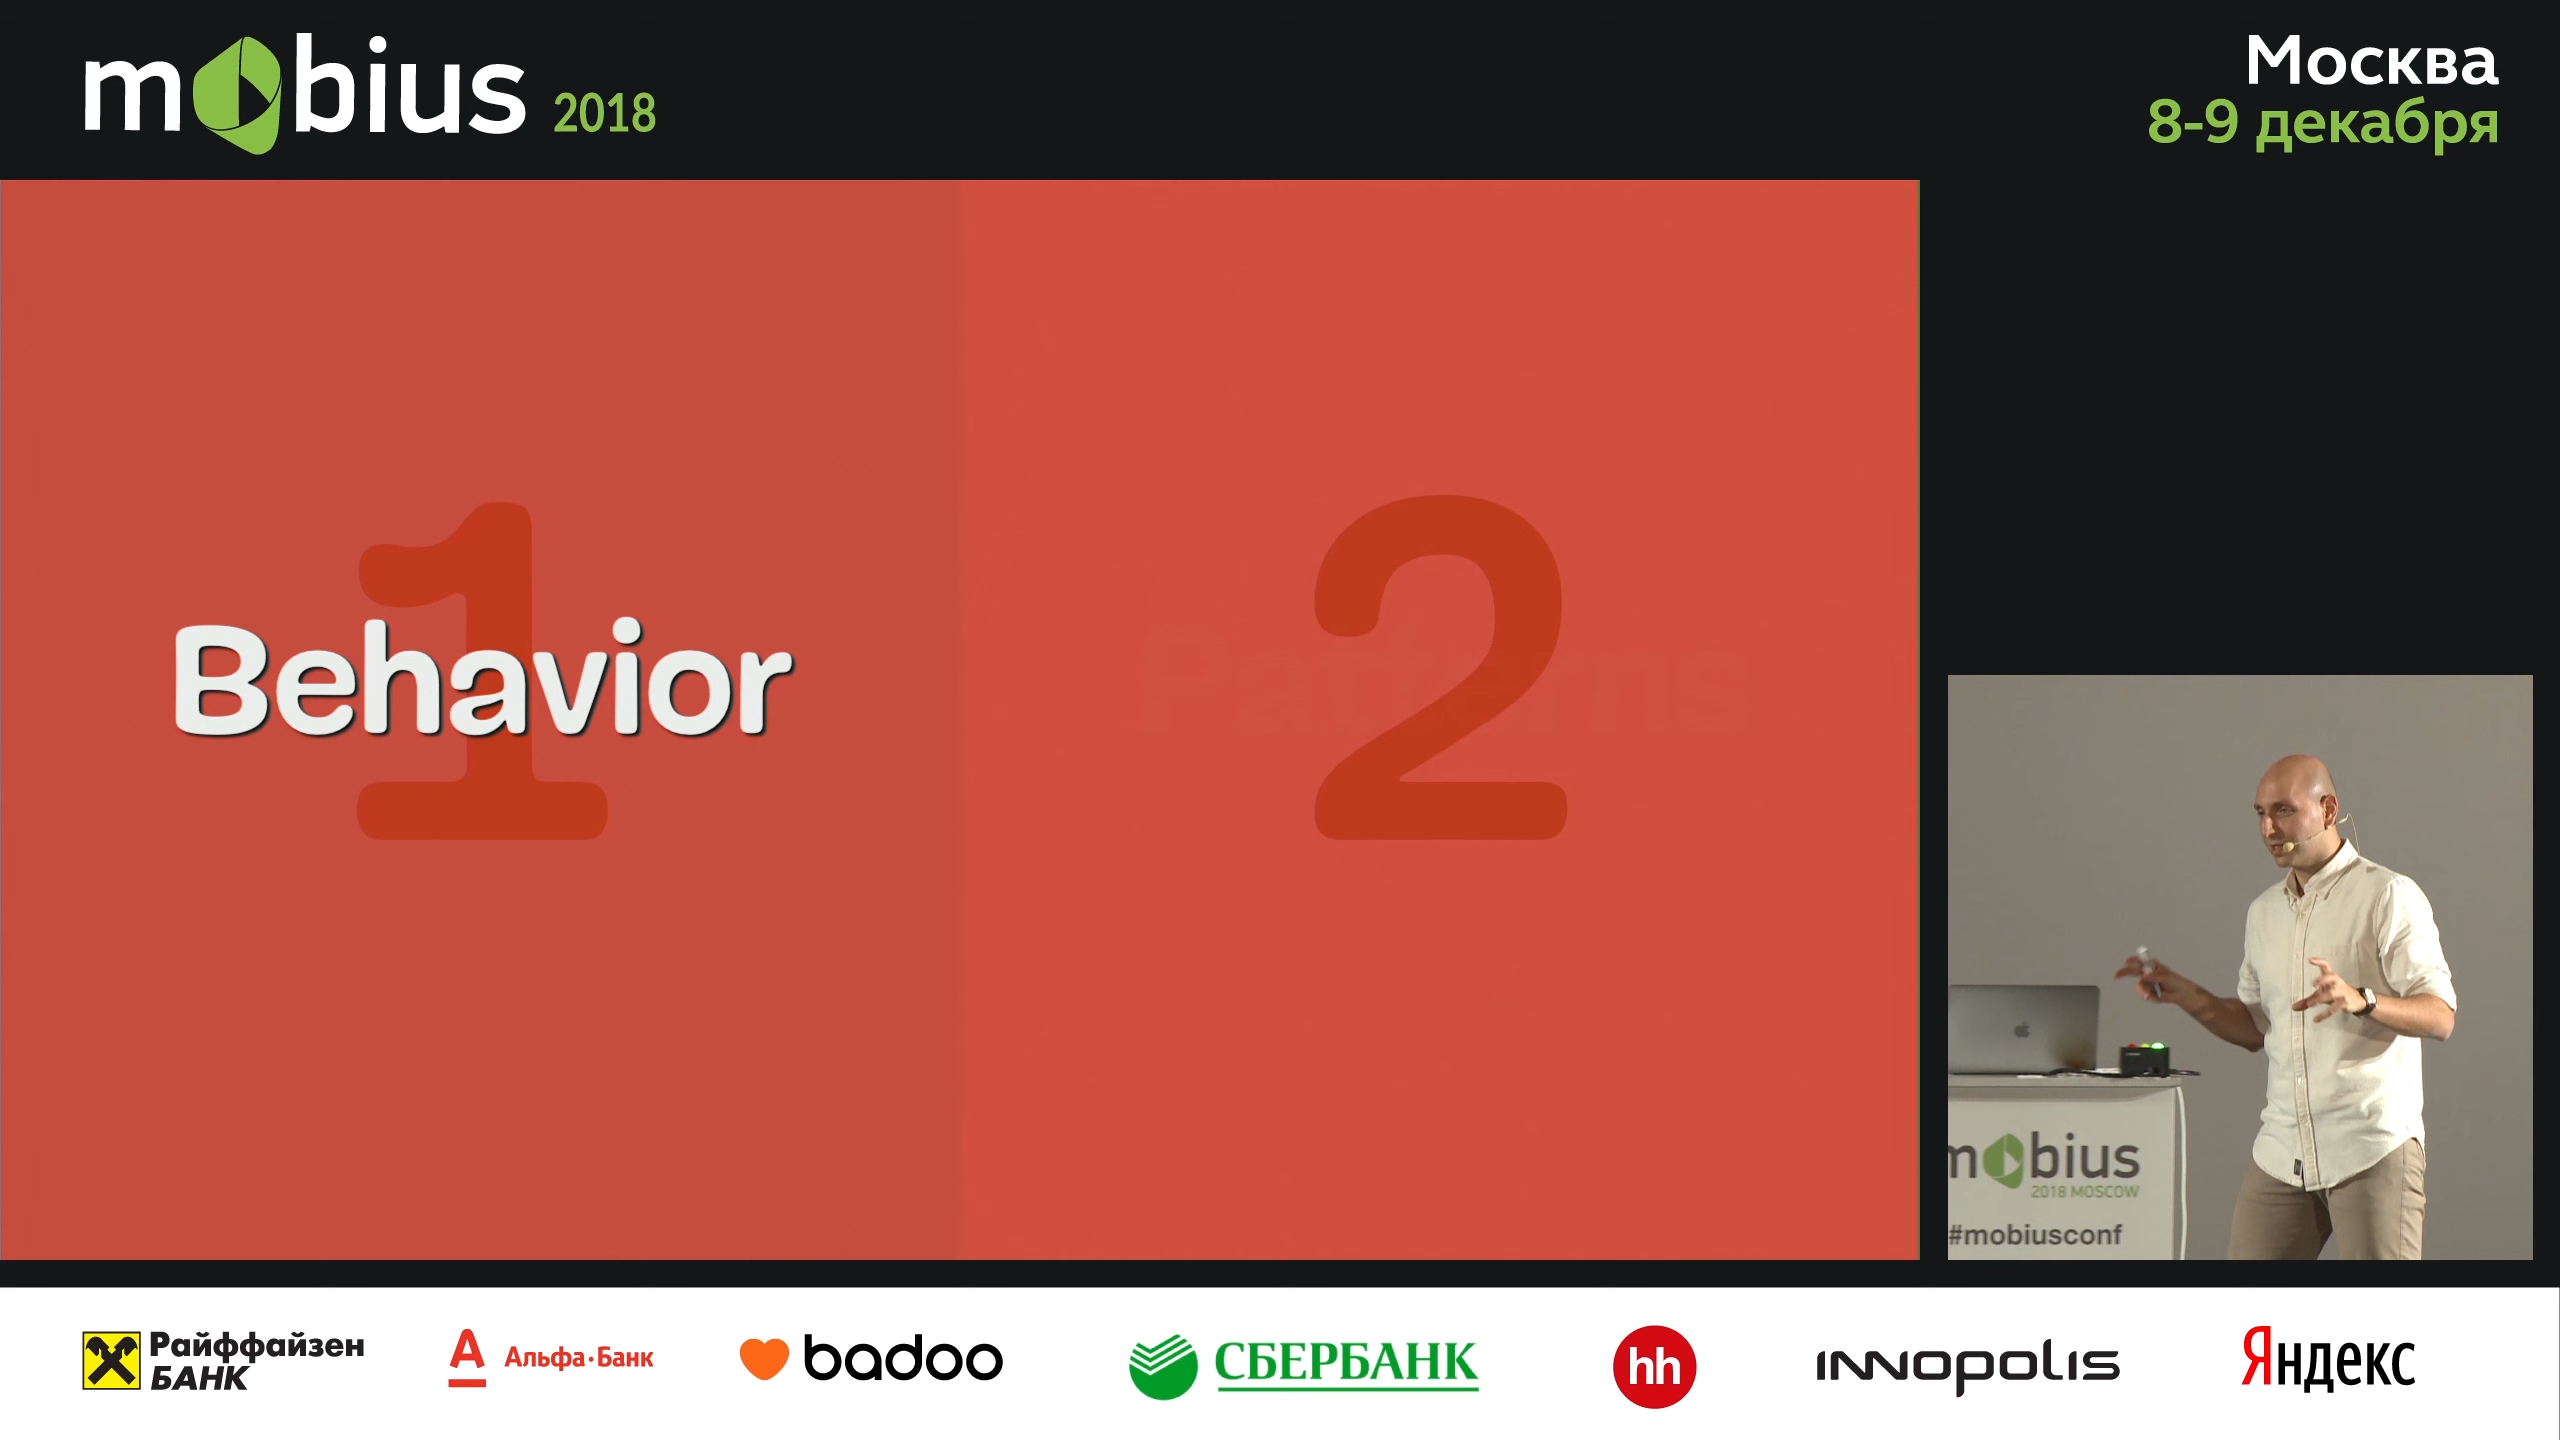 mobius 2018
Москва
8-9 декабря
1
Behavior
2
Patterns
mobius
2018 MOSCOW
#mobiusconf
Райффайзен
БАНК
А
Альфа·Банк
badoo
СБЕРБАНК
hh
INNOPOLIS
Яндекс